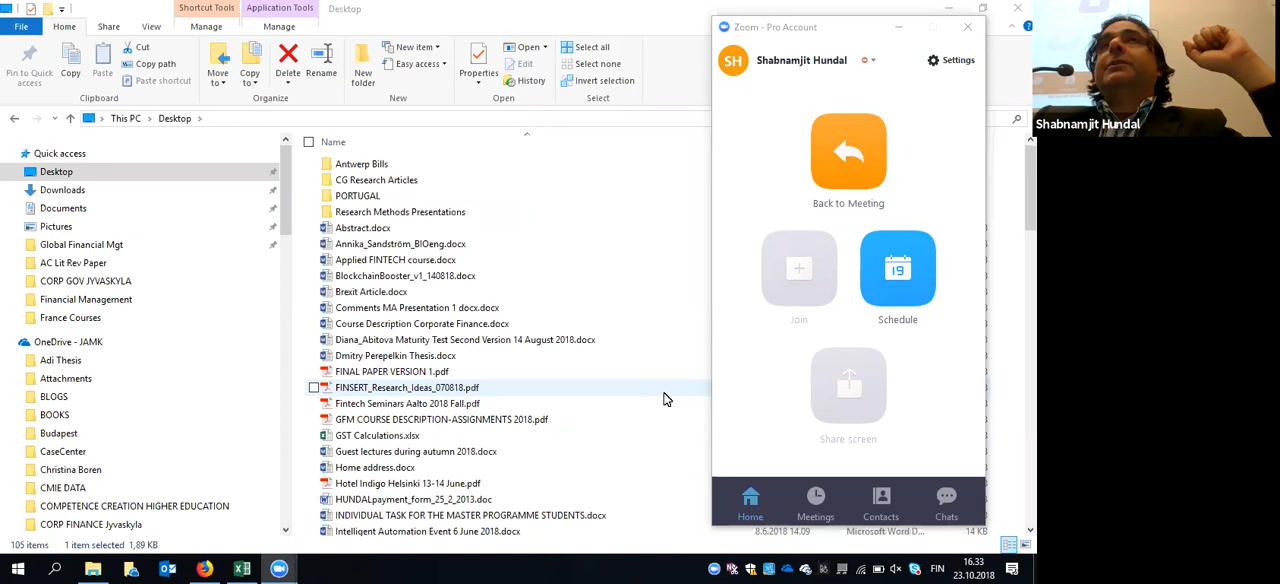 Shortcut Tools
Application Tools
Desktop
File
Home
Share
View
Manage
Manage
Pin to Quick access
Copy
Paste
Cut
Copy path
Paste shortcut
Clipboard
Move to
Copy to
Delete
Rename
Organize
New folder
New item
Easy access
New
Properties
Open
Edit
History
Open
Select all
Select none
Invert selection
Select
This PC > Desktop >
Quick access
Desktop
Downloads
Documents
Pictures
Global Financial Mgt
AC Lit Rev Paper
CORP GOV JYVASKYLA
Financial Management
France Courses
OneDrive - JAMK
Adi Thesis
Attachments
BLOGS
BOOKS
Budapest
CaseCenter
Christina Boren
CMIE DATA
COMPETENCE CREATION HIGHER EDUCATION
CORP FINANCE Jyvaskyla
Name
Antwerp Bills
CG Research Articles
PORTUGAL
Research Methods Presentations
Abstract.docx
Annika_Sandström_BIOeng.docx
Applied FINTECH course.docx
BlockchainBooster_v1_140818.docx
Brexit Article.docx
Comments MA Presentation 1 docx.docx
Course Description Corporate Finance.docx
Diana_Abitova Maturity Test Second Version 14 August 2018.docx
Dmitry Perepelkin Thesis.docx
FINAL PAPER VERSION 1.pdf
FINSERT_Research_Ideas_070818.pdf
Fintech Seminars Aalto 2018 Fall.pdf
GFM COURSE DESCRIPTION-ASSIGNMENTS 2018.pdf
GST Calculations.xlsx
Guest lectures during autumn 2018.docx
Home address.docx
Hotel Indigo Helsinki 13-14 June.pdf
HUNDALpayment_form_25_2_2013.doc
INDIVIDUAL TASK FOR THE MASTER PROGRAMME STUDENTS.docx
Intelligent Automation Event 6 June 2018.docx
8.6.2018 14.09
Microsoft Word D...
14 KB
Zoom - Pro Account
SH
Shabnamjit Hundal
Settings
Back to Meeting
Join
19
Schedule
Share screen
Home
Meetings
Contacts
Chats
Shabnamjit Hundal
105 items
1 item selected 1,89 KB
FIN
16.33
23.10.2018